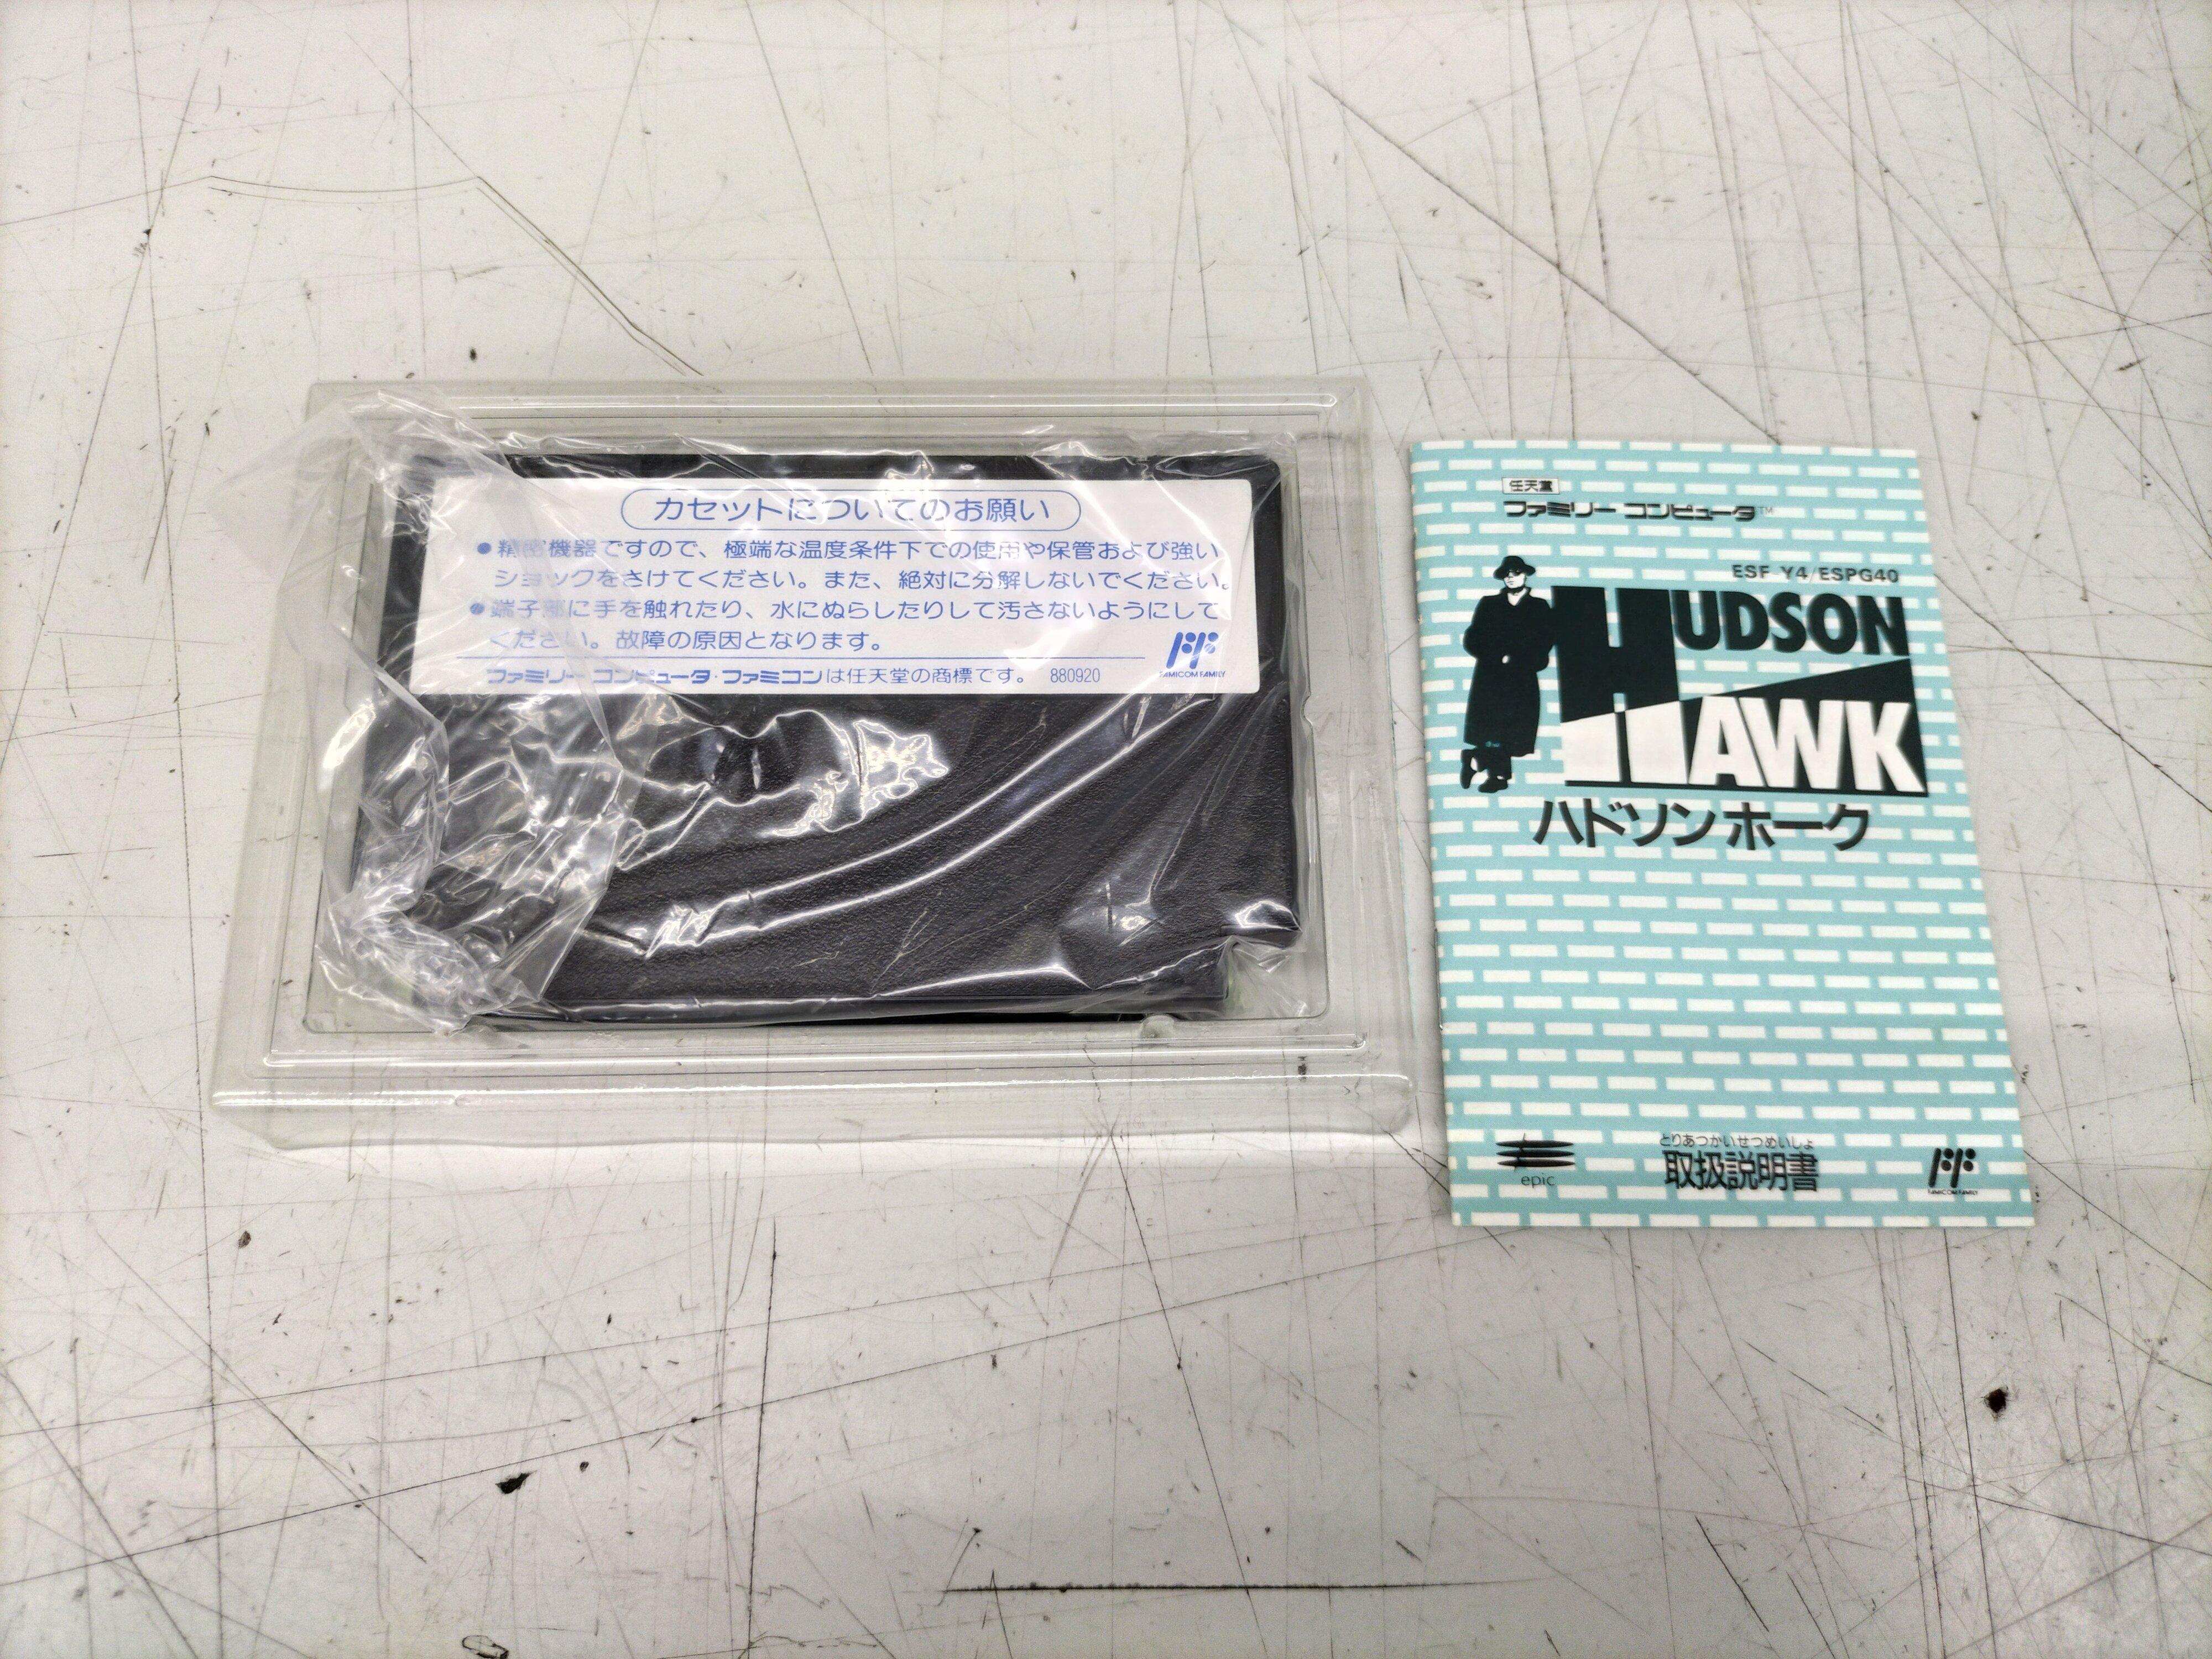 カセットについてのお願い
●精密機器ですので、極端な温度条件下での使用や保管および強い
ショックをさけてください。また、絶対に分解しないでください。
●端子部に手を触れたり、水にぬらしたりして汚さないようにして
ください。故障の原因となります。
ファミリーコンピュータ・ファミコンは任天堂の商標です。 880920
FAMICOM FAMILY
任天堂
ファミリーコンピュータ™
ESF-Y4/ESPG40
HUDSON
HAWK
ハドソンホーク
epic
とりあつかいせつめいしょ
取扱説明書
FAMICOM FAMILY